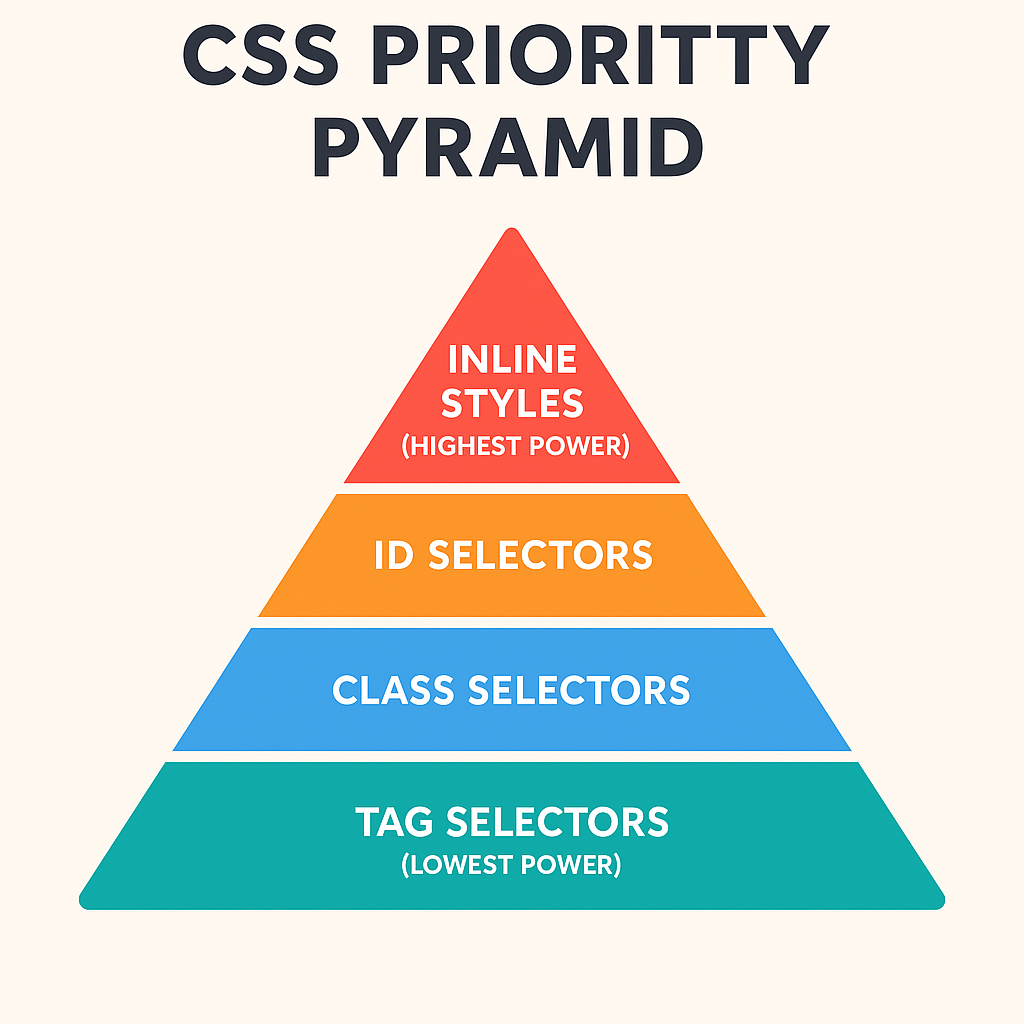 CSS PRIORITTY
PYRAMID
INLINE
STYLES
(HIGHEST POWER)
ID SELECTORS
CLASS SELECTORS
TAG SELECTORS
(LOWEST POWER)